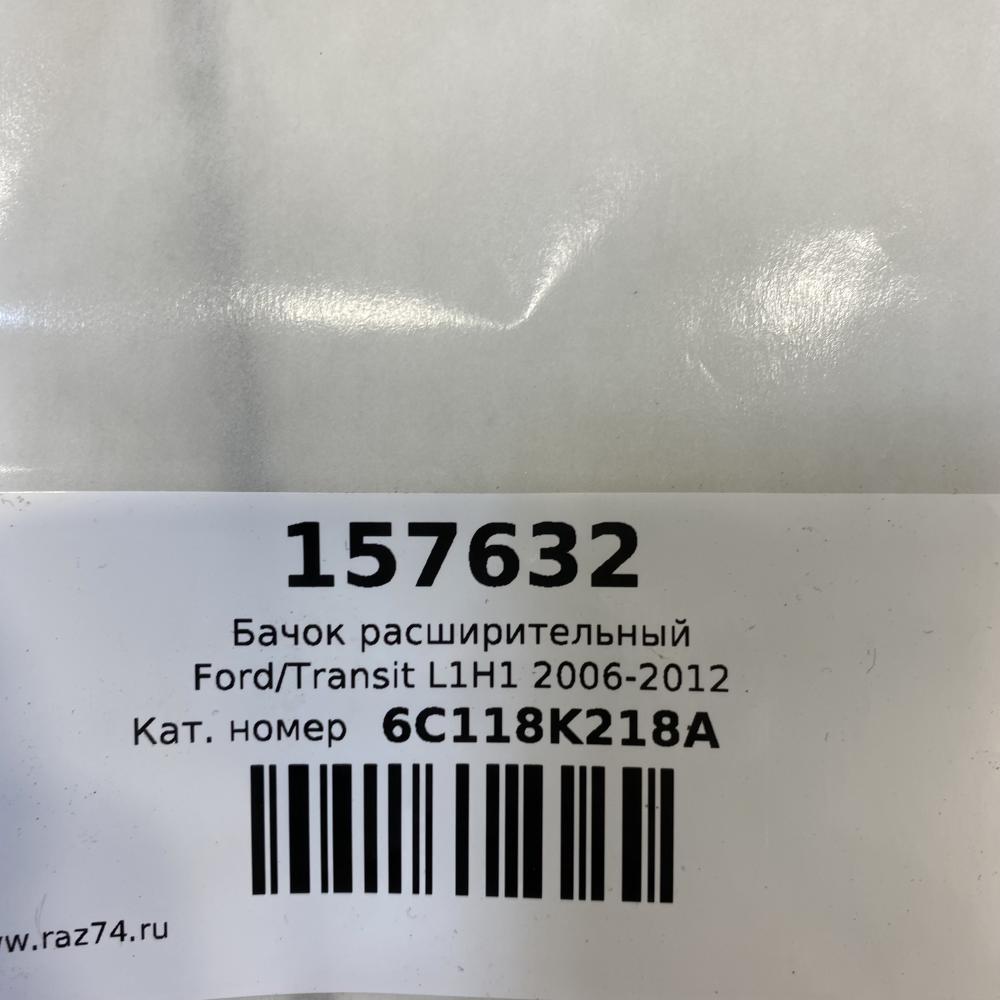 157632
Бачок расширительный
Ford/Transit L1H1 2006-2012
Кат. номер 6C118K218A
w.raz74.ru